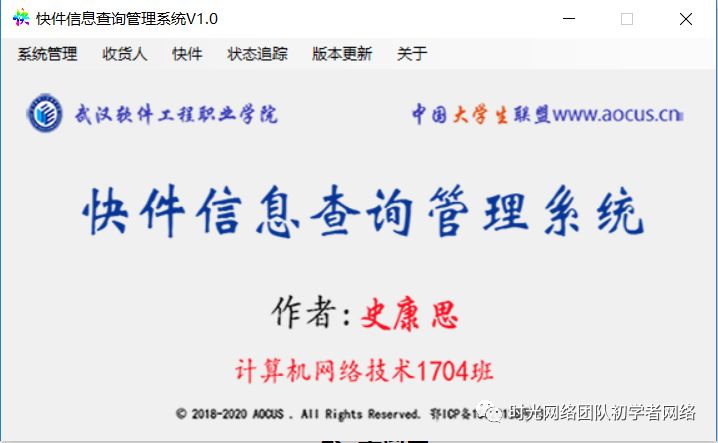 快件信息查询管理系统V1.0
系统管理 收货人 快件 状态追踪 版本更新 关于
武汉软件工程职业学院 中国大学生联盟www.aocus.cn
快件信息查询管理系统
作者:史康思
计算机网络技术1704班
© 2018-2020 AOCUS . All Rights Reserved. 鄂ICP备
时光网络团队初学者网络